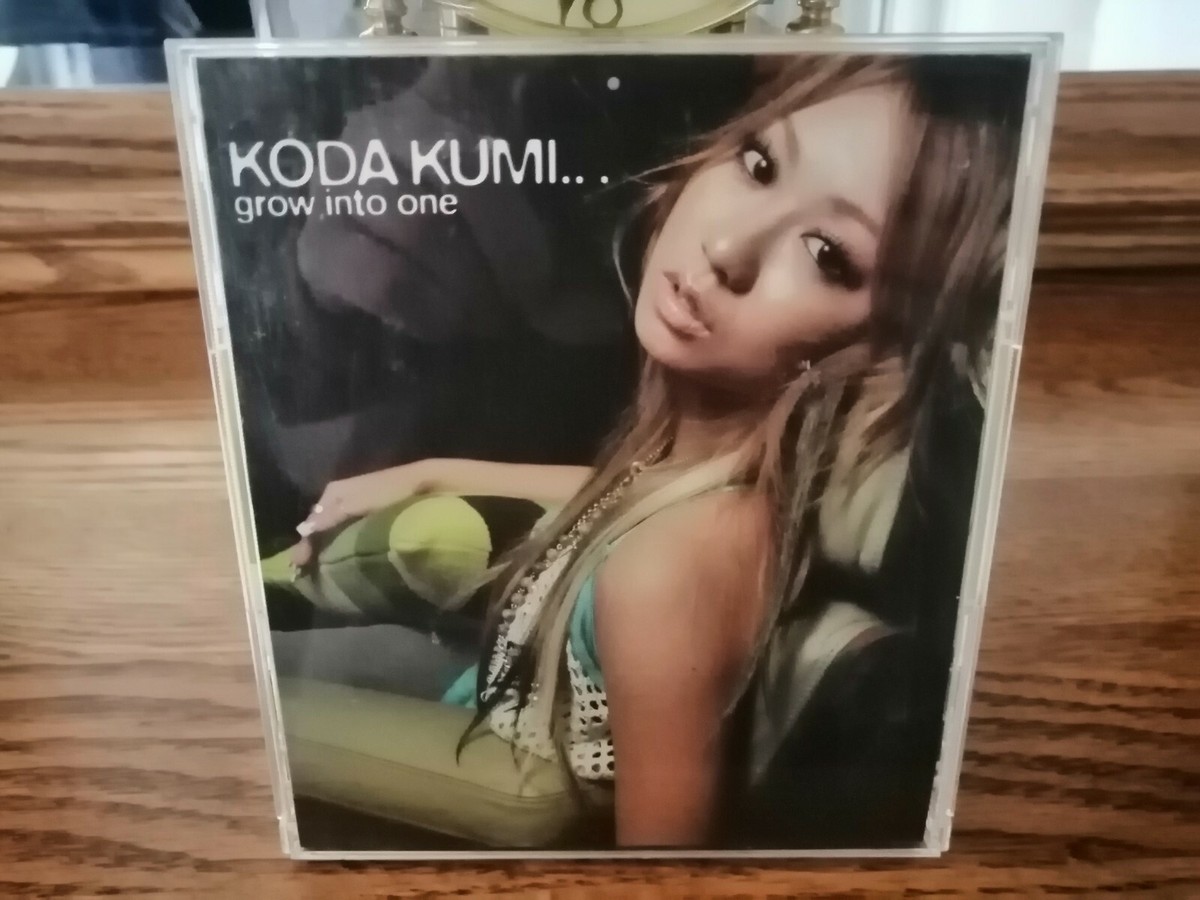 KODA KUMI.. .
grow into one